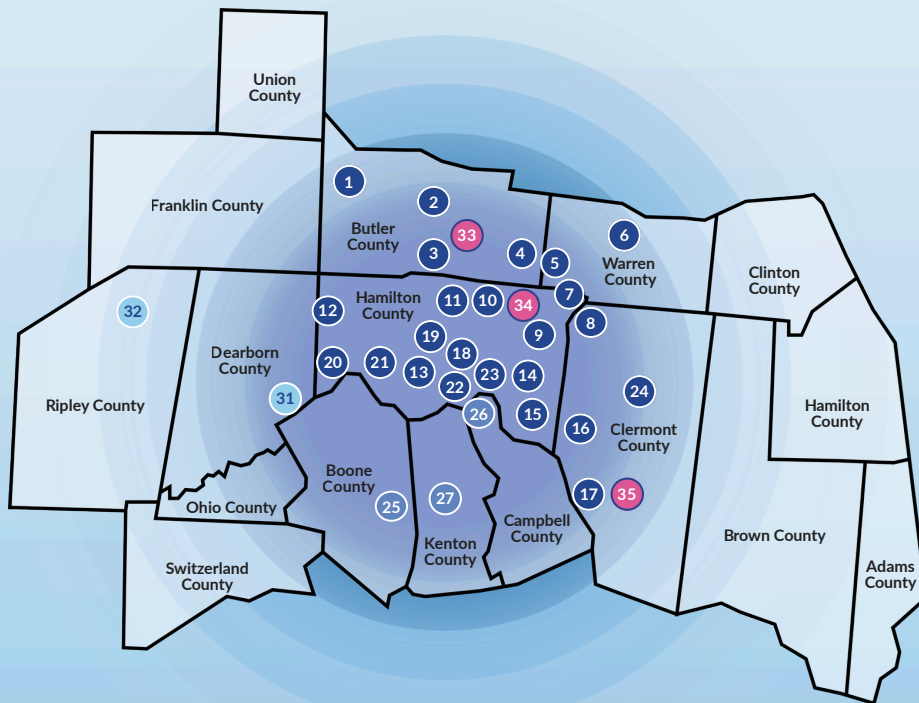 Union
County
Franklin County
1
2
Butler
County
33
3
4
5
6
Warren
County
Clinton
County
32
12
Hamilton
County
11
10
34
7
8
9
19
18
Dearborn
County
20
21
13
22
23
14
24
31
26
15
16
Clermont
County
Ripley County
Hamilton
County
Boone
County
25
27
17
35
Ohio County
Kenton
County
Campbell
County
Brown County
Switzerland
County
Adams
County